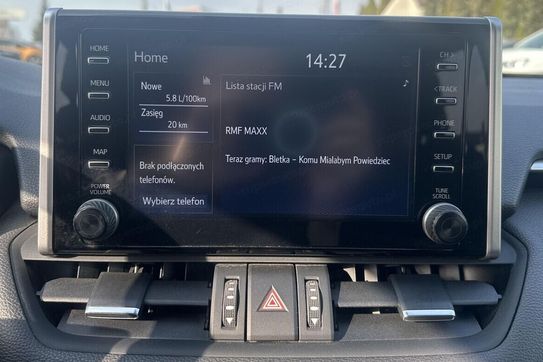 HOME
MENU
AUDIO
MAP
POWER
VOLUME
Home
14:27
Nowe
5.8 L/100km
Zasięg
20 km
Brak podłączonych
telefonów.
Wybierz telefon
Lista stacji FM
RMF MAXX
Teraz gramy: Bletka - Komu Mialabym Powiedziec
CH >
< TRACK
PHONE
SETUP
TUNE
SCROLL